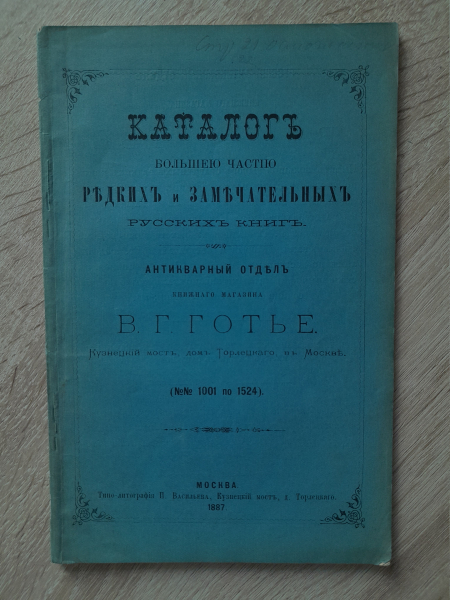 КАТАЛОГЪ
БОЛЬШЕЮ ЧАСТІЮ
РѢДКИХЪ и ЗАМѢЧАТЕЛЬНЫХЪ
РУССКИХЪ КНИГЪ.
АНТИКВАРНЫЙ ОТДѢЛЪ
КНИЖНАГО МАГАЗИНА
В. Г. ГОТЬЕ.
Кузнецкій мостъ, домъ Торлецкаго, въ Москвѣ.
(№№ 1001 по 1524).
МОСКВА.
Типо-литографія П. Васильева, Кузнецкій мостъ, д. Торлецкаго.
1887